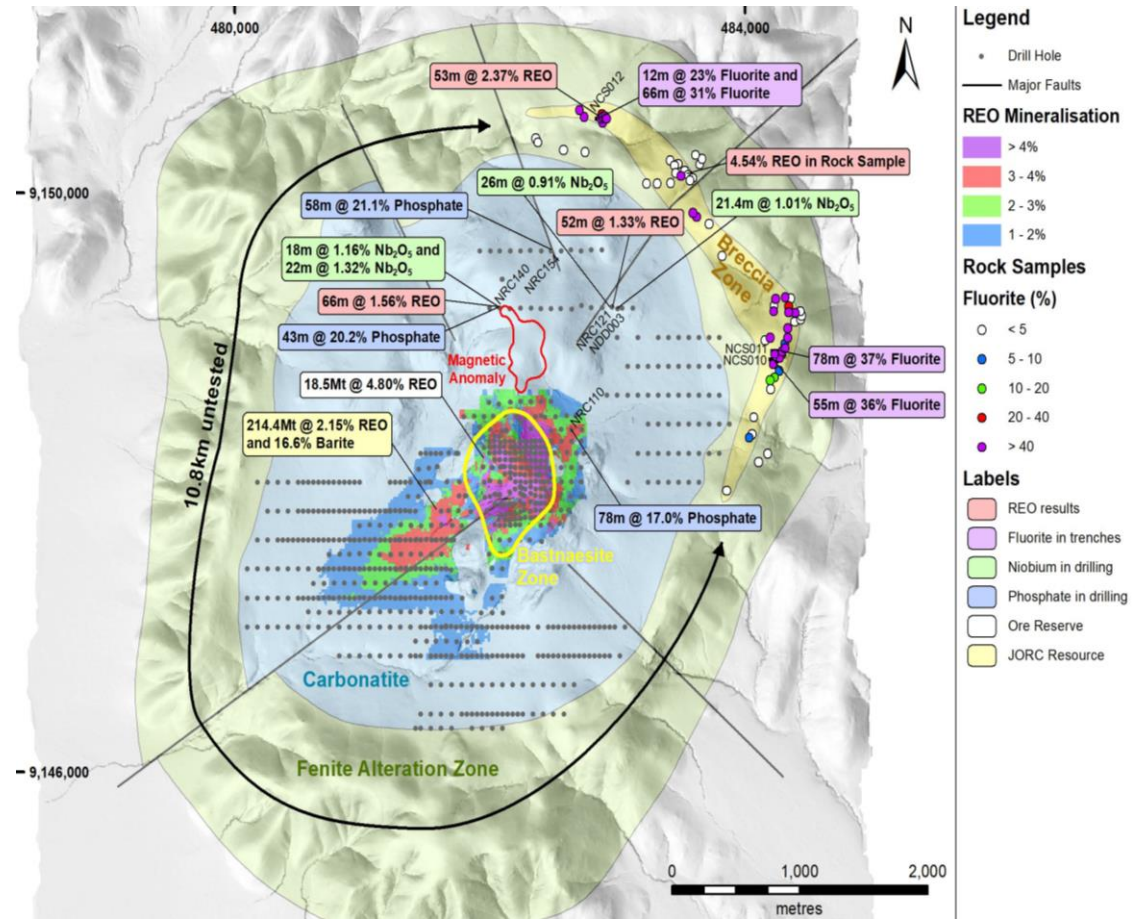 480,000
484,000
9,150,000
9,146,000
N
53m @ 2.37% REO
NCS012
12m @ 23% Fluorite and
66m @ 31% Fluorite
4.54% REO in Rock Sample
26m @ 0.91% Nb₂O₅
21.4m @ 1.01% Nb₂O₅
58m @ 21.1% Phosphate
52m @ 1.33% REO
18m @ 1.16% Nb₂O₅ and
22m @ 1.32% Nb₂O₅
NRC140
NRC154
Breccia
Zone
66m @ 1.56% REO
43m @ 20.2% Phosphate
NRC121
NDD003
Magnetic
Anomaly
NCS011
NCS010
78m @ 37% Fluorite
55m @ 36% Fluorite
18.5Mt @ 4.80% REO
214.4Mt @ 2.15% REO
and 16.6% Barite
NRC110
10.8km untested
78m @ 17.0% Phosphate
Bastnaesite
Zone
Carbonatite
Fenite Alteration Zone
0
1,000
2,000
metres
Legend
Drill Hole
Major Faults
REO Mineralisation
> 4%
3 - 4%
2 - 3%
1 - 2%
Rock Samples
Fluorite (%)
< 5
5 - 10
10 - 20
20 - 40
> 40
Labels
REO results
Fluorite in trenches
Niobium in drilling
Phosphate in drilling
Ore Reserve
JORC Resource